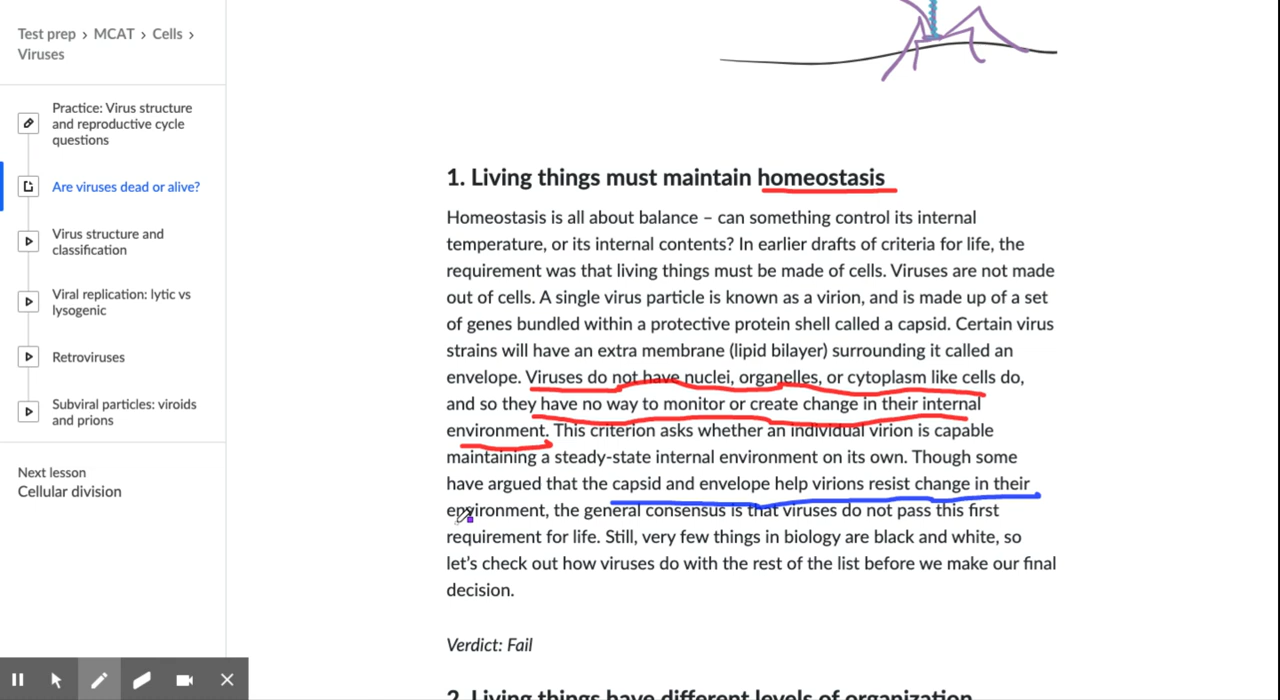 Test prep › MCAT › Cells ›
Viruses
Practice: Virus structure
and reproductive cycle
questions
Are viruses dead or alive?
Virus structure and
classification
Viral replication: lytic vs
lysogenic
Retroviruses
Subviral particles: viroids
and prions
Next lesson
Cellular division
1. Living things must maintain homeostasis
Homeostasis is all about balance – can something control its internal
temperature, or its internal contents? In earlier drafts of criteria for life, the
requirement was that living things must be made of cells. Viruses are not made
out of cells. A single virus particle is known as a virion, and is made up of a set
of genes bundled within a protective protein shell called a capsid. Certain virus
strains will have an extra membrane (lipid bilayer) surrounding it called an
envelope. Viruses do not have nuclei, organelles, or cytoplasm like cells do,
and so they have no way to monitor or create change in their internal
environment. This criterion asks whether an individual virion is capable
maintaining a steady-state internal environment on its own. Though some
have argued that the capsid and envelope help virions resist change in their
environment, the general consensus is that viruses do not pass this first
requirement for life. Still, very few things in biology are black and white, so
let's check out how viruses do with the rest of the list before we make our final
decision.
Verdict: Fail
2. Living things have different levels of organization